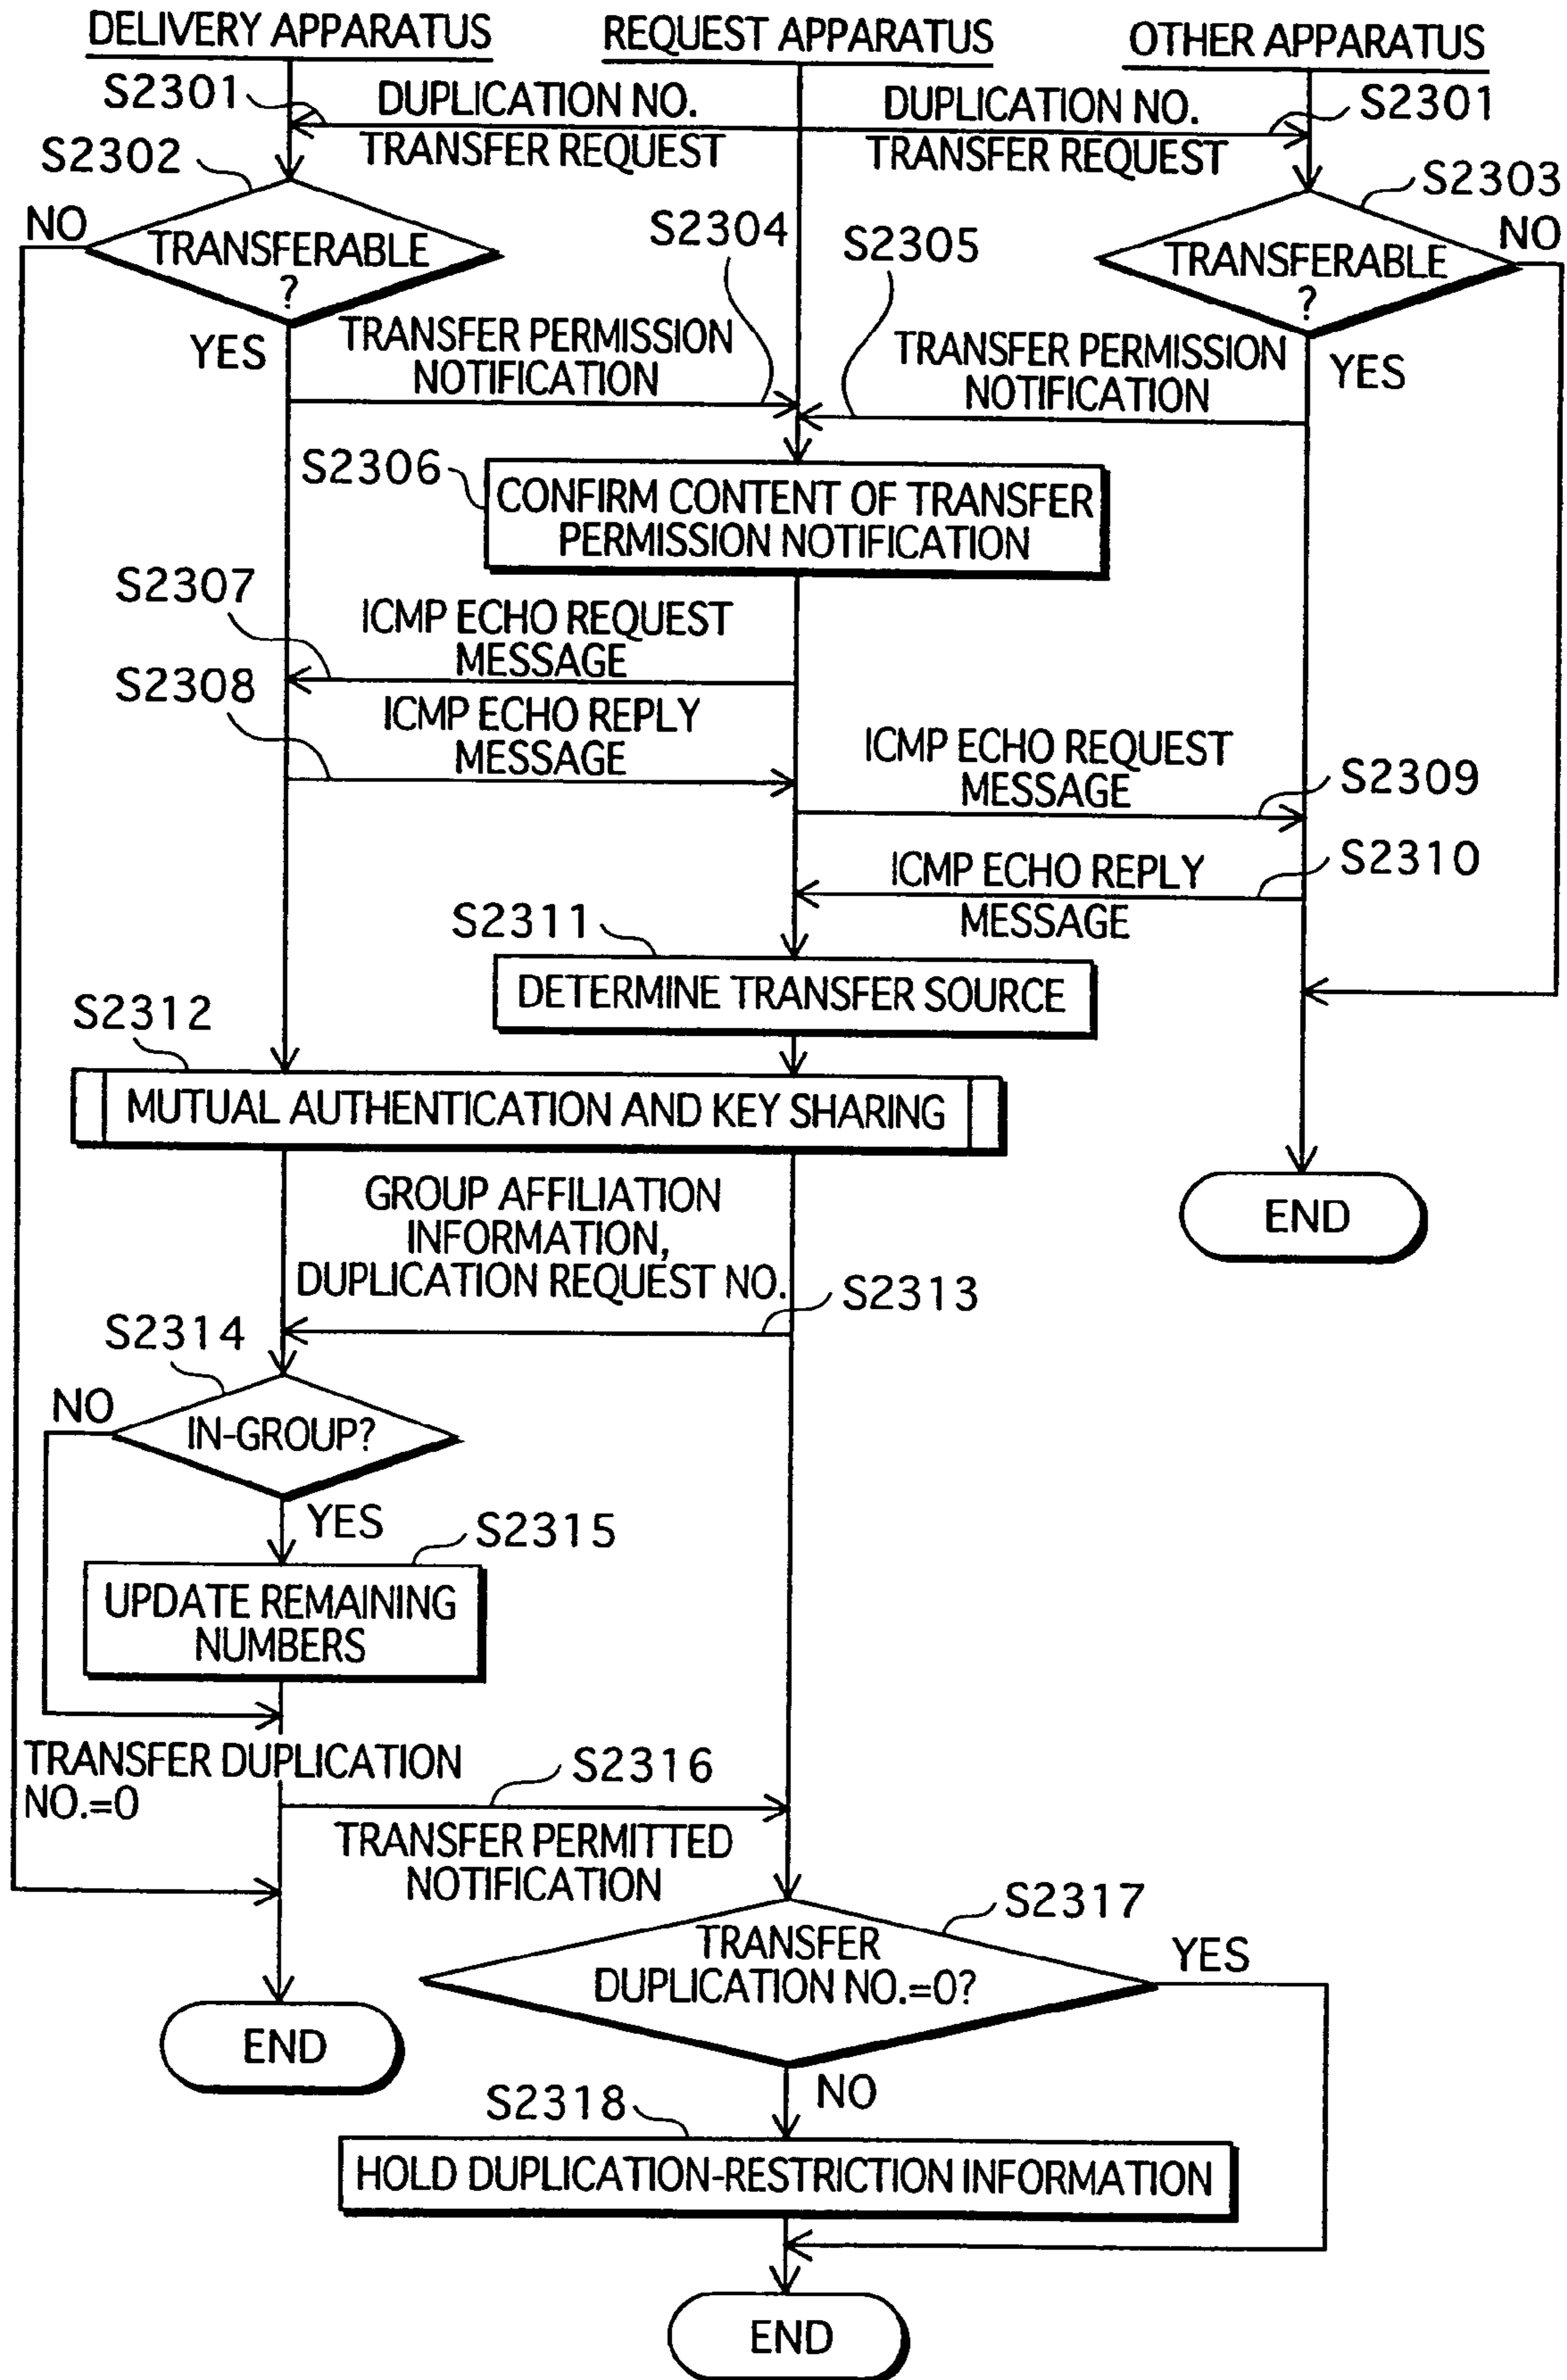 DELIVERY APPARATUS
REQUEST APPARATUS
OTHER APPARATUS
S2301
DUPLICATION NO.
TRANSFER REQUEST
DUPLICATION NO.
TRANSFER REQUEST
S2301
S2302
S2303
NO
TRANSFERABLE
?
YES
S2304
S2305
TRANSFERABLE
?
NO
YES
TRANSFER PERMISSION
NOTIFICATION
TRANSFER PERMISSION
NOTIFICATION
S2306
CONFIRM CONTENT OF TRANSFER
PERMISSION NOTIFICATION
S2307
ICMP ECHO REQUEST
MESSAGE
S2308
ICMP ECHO REPLY
MESSAGE
ICMP ECHO REQUEST
MESSAGE
S2309
ICMP ECHO REPLY
MESSAGE
S2310
S2311
DETERMINE TRANSFER SOURCE
S2312
MUTUAL AUTHENTICATION AND KEY SHARING
END
GROUP AFFILIATION
INFORMATION,
DUPLICATION REQUEST NO.
S2313
S2314
NO
IN-GROUP?
YES
S2315
UPDATE REMAINING
NUMBERS
TRANSFER DUPLICATION
NO.=0
S2316
TRANSFER PERMITTED
NOTIFICATION
S2317
TRANSFER
DUPLICATION NO.=0?
YES
END
NO
S2318
HOLD DUPLICATION-RESTRICTION INFORMATION
END